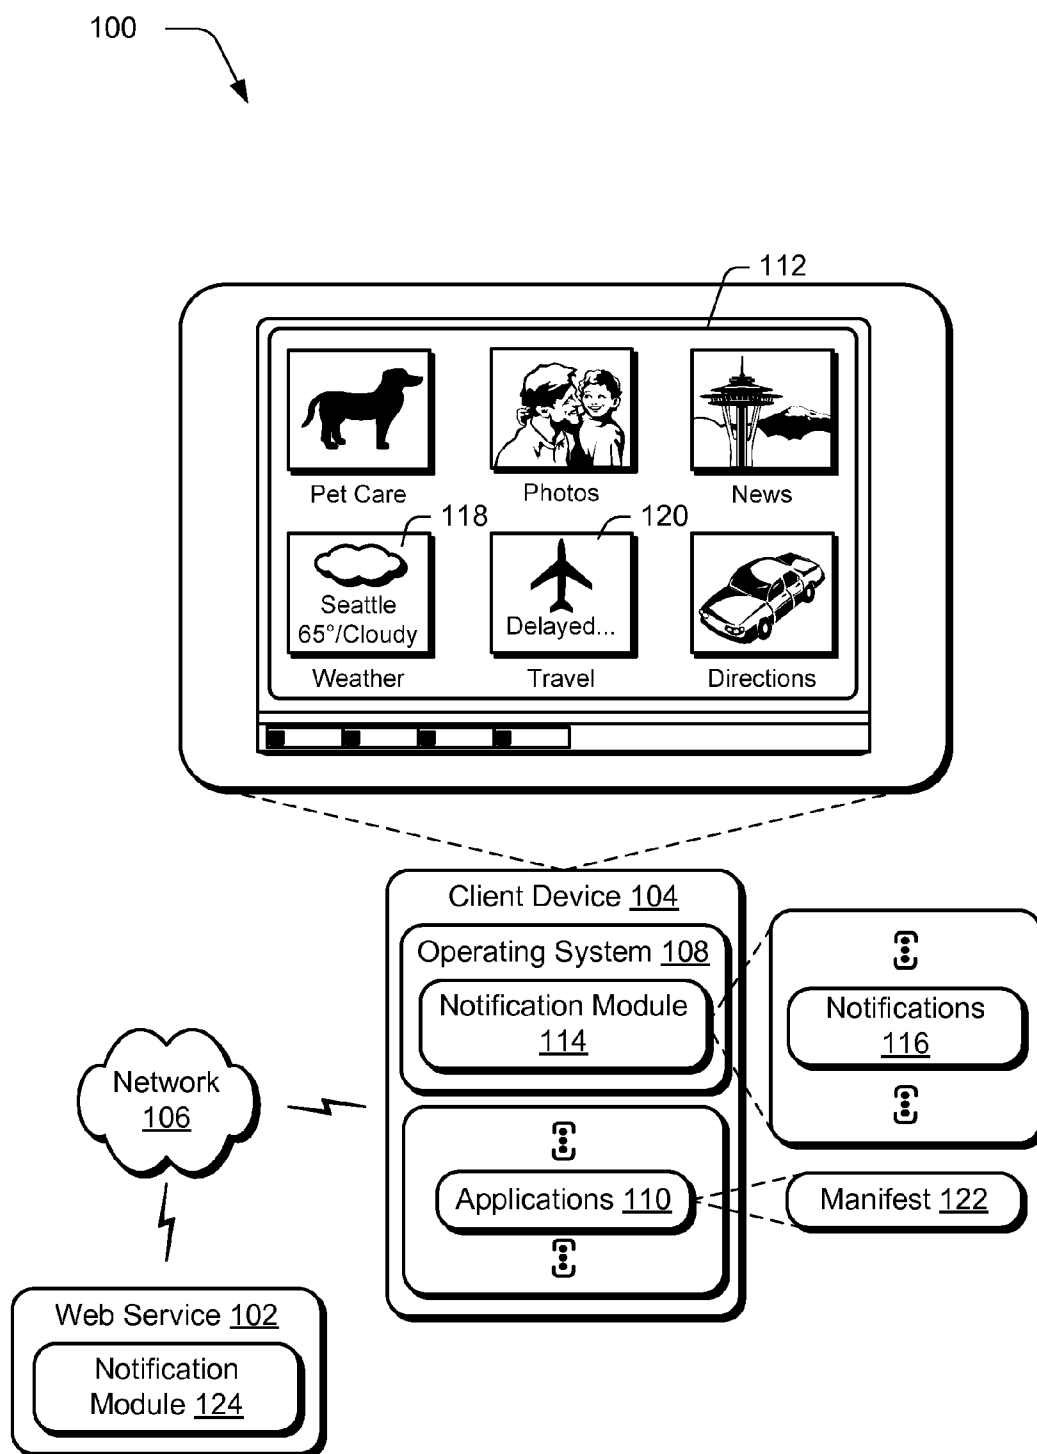 100
112
Pet Care
Photos
News
118
120
Seattle
65°/Cloudy
Delayed...
Weather
Travel
Directions
Client Device 104
Operating System 108
Notification Module
114
Notifications
116
Network
106
Applications 110
Manifest 122
Web Service 102
Notification
Module 124